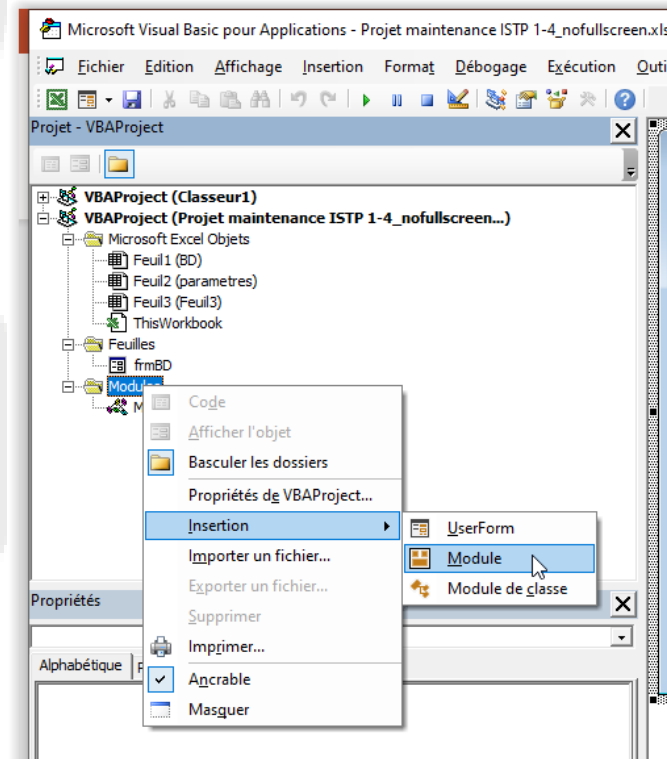 Microsoft Visual Basic pour Applications - Projet maintenance ISTP 1-4_nofullscreen.xls
Fichier Edition Affichage Insertion Format Débogage Exécution Outi
Projet - VBAProject
VBAProject (Classeur1)
VBAProject (Projet maintenance ISTP 1-4_nofullscreen...)
Microsoft Excel Objets
Feuil1 (BD)
Feuil2 (parametres)
Feuil3 (Feuil3)
ThisWorkbook
Feuilles
frmBD
Modules
M
Code
Afficher l'objet
Basculer les dossiers
Propriétés de VBAProject...
Insertion
Importer un fichier...
Exporter un fichier...
Supprimer
Imprimer...
Ancrable
Masquer
UserForm
Module
Module de classe
Propriétés
Alphabétique